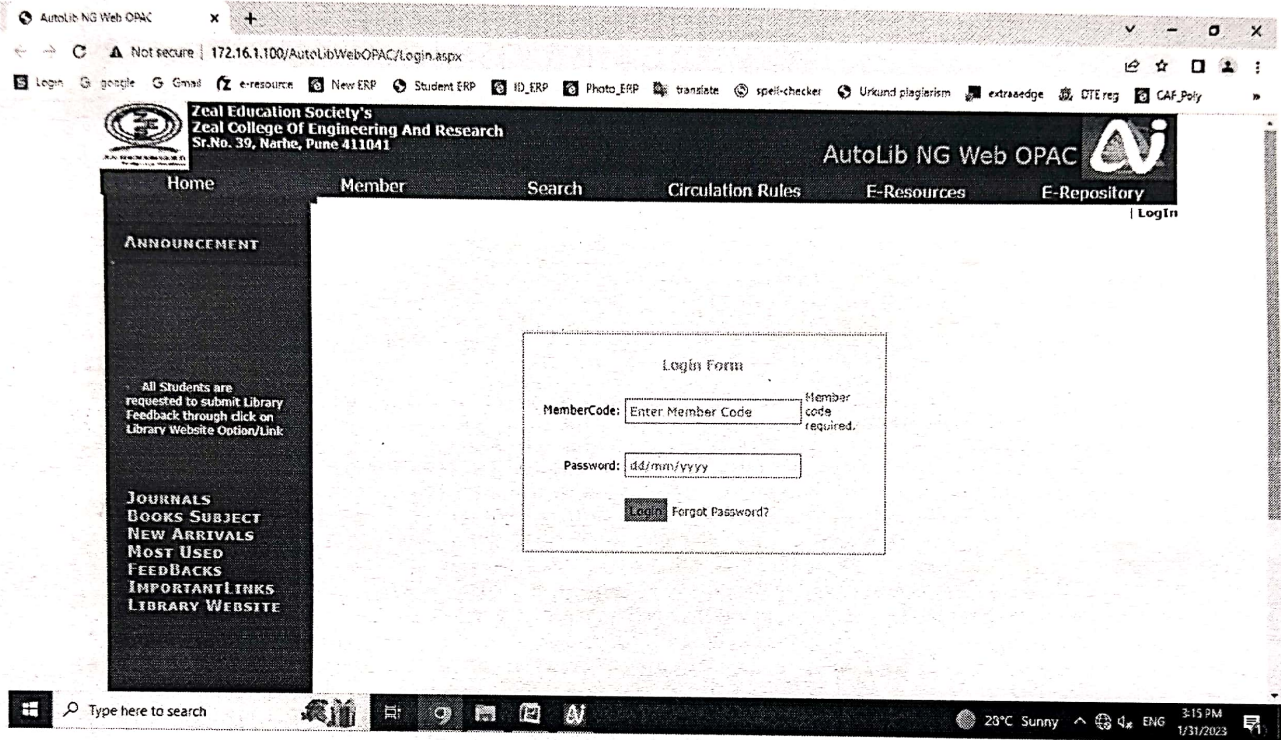 AutoLib NG Web OPAC
Not secure | 172.16.1.100/AutoLibWebOPAC/Login.aspx
Login google Gmail e-resource New ERP Student ERP ID_ERP Photo_ERP translate spell-checker Urkund plagiarism extraaedge DTE reg CAF_Poly »
Zeal Education Society's
Zeal College Of Engineering And Research
Sr.No. 39, Narhe, Pune 411041
AutoLib NG Web OPAC
Home Member Search Circulation Rules E-Resources E-Repository
| LogIn
ANNOUNCEMENT
All Students are
requested to submit Library
Feedback through click on
Library Website Option/Link
JOURNALS
BOOKS SUBJECT
NEW ARRIVALS
MOST USED
FEEDBACKS
IMPORTANTLINKS
LIBRARY WEBSITE
Login Form
MemberCode: Enter Member Code
Member
code
required.
Password: dd/mm/yyyy
Login Forgot Password?
Type here to search
28°C Sunny ENG 3:15 PM
1/31/2023